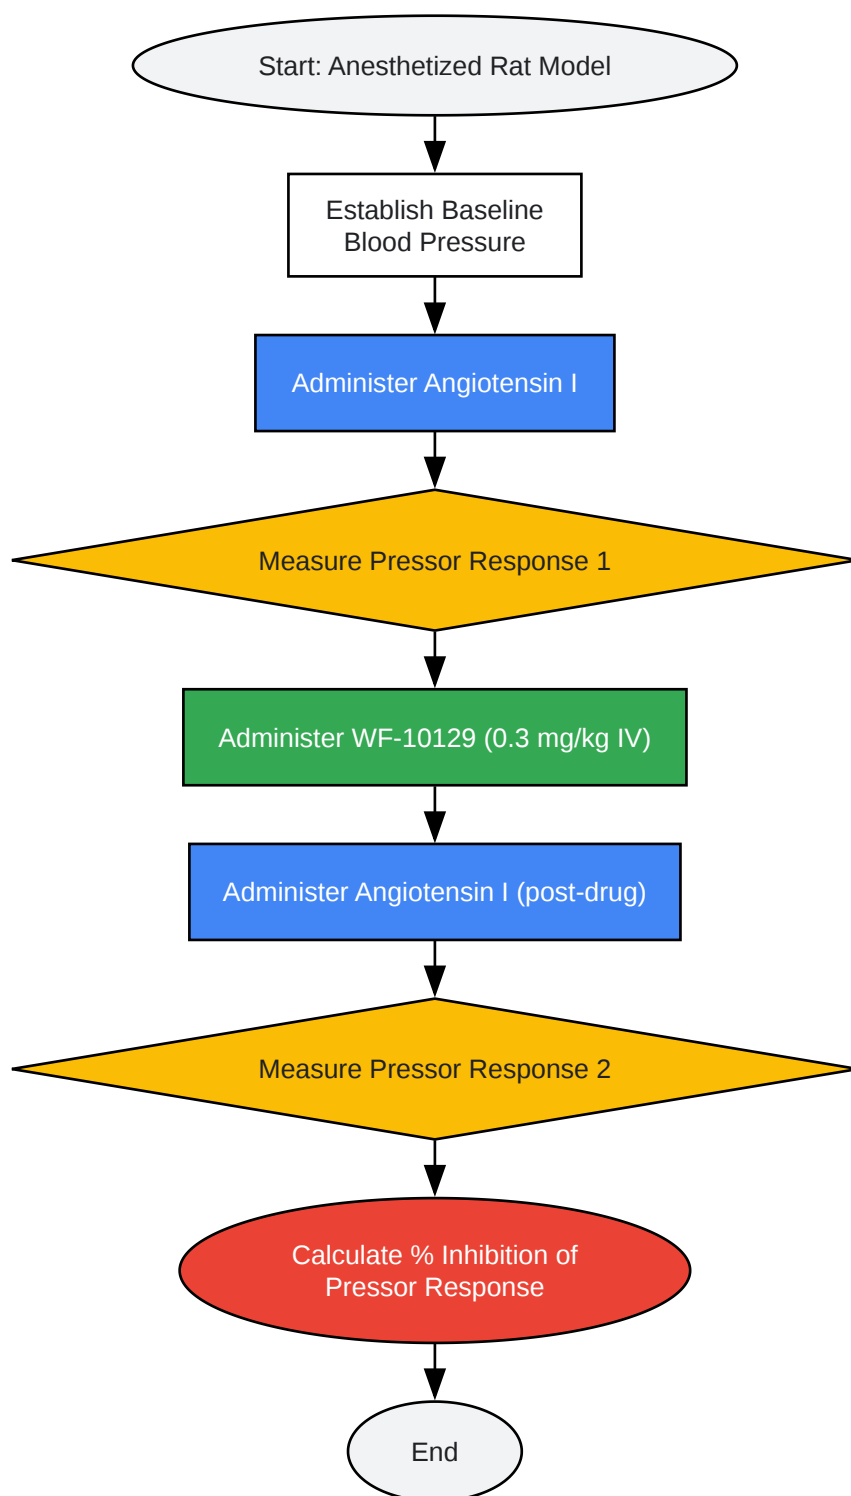 Start: Anesthetized Rat Model
Establish Baseline
Blood Pressure
Administer Angiotensin I
Measure Pressor Response 1
Administer WF-10129 (0.3 mg/kg IV)
Administer Angiotensin I (post-drug)
Measure Pressor Response 2
Calculate % Inhibition of
Pressor Response
End